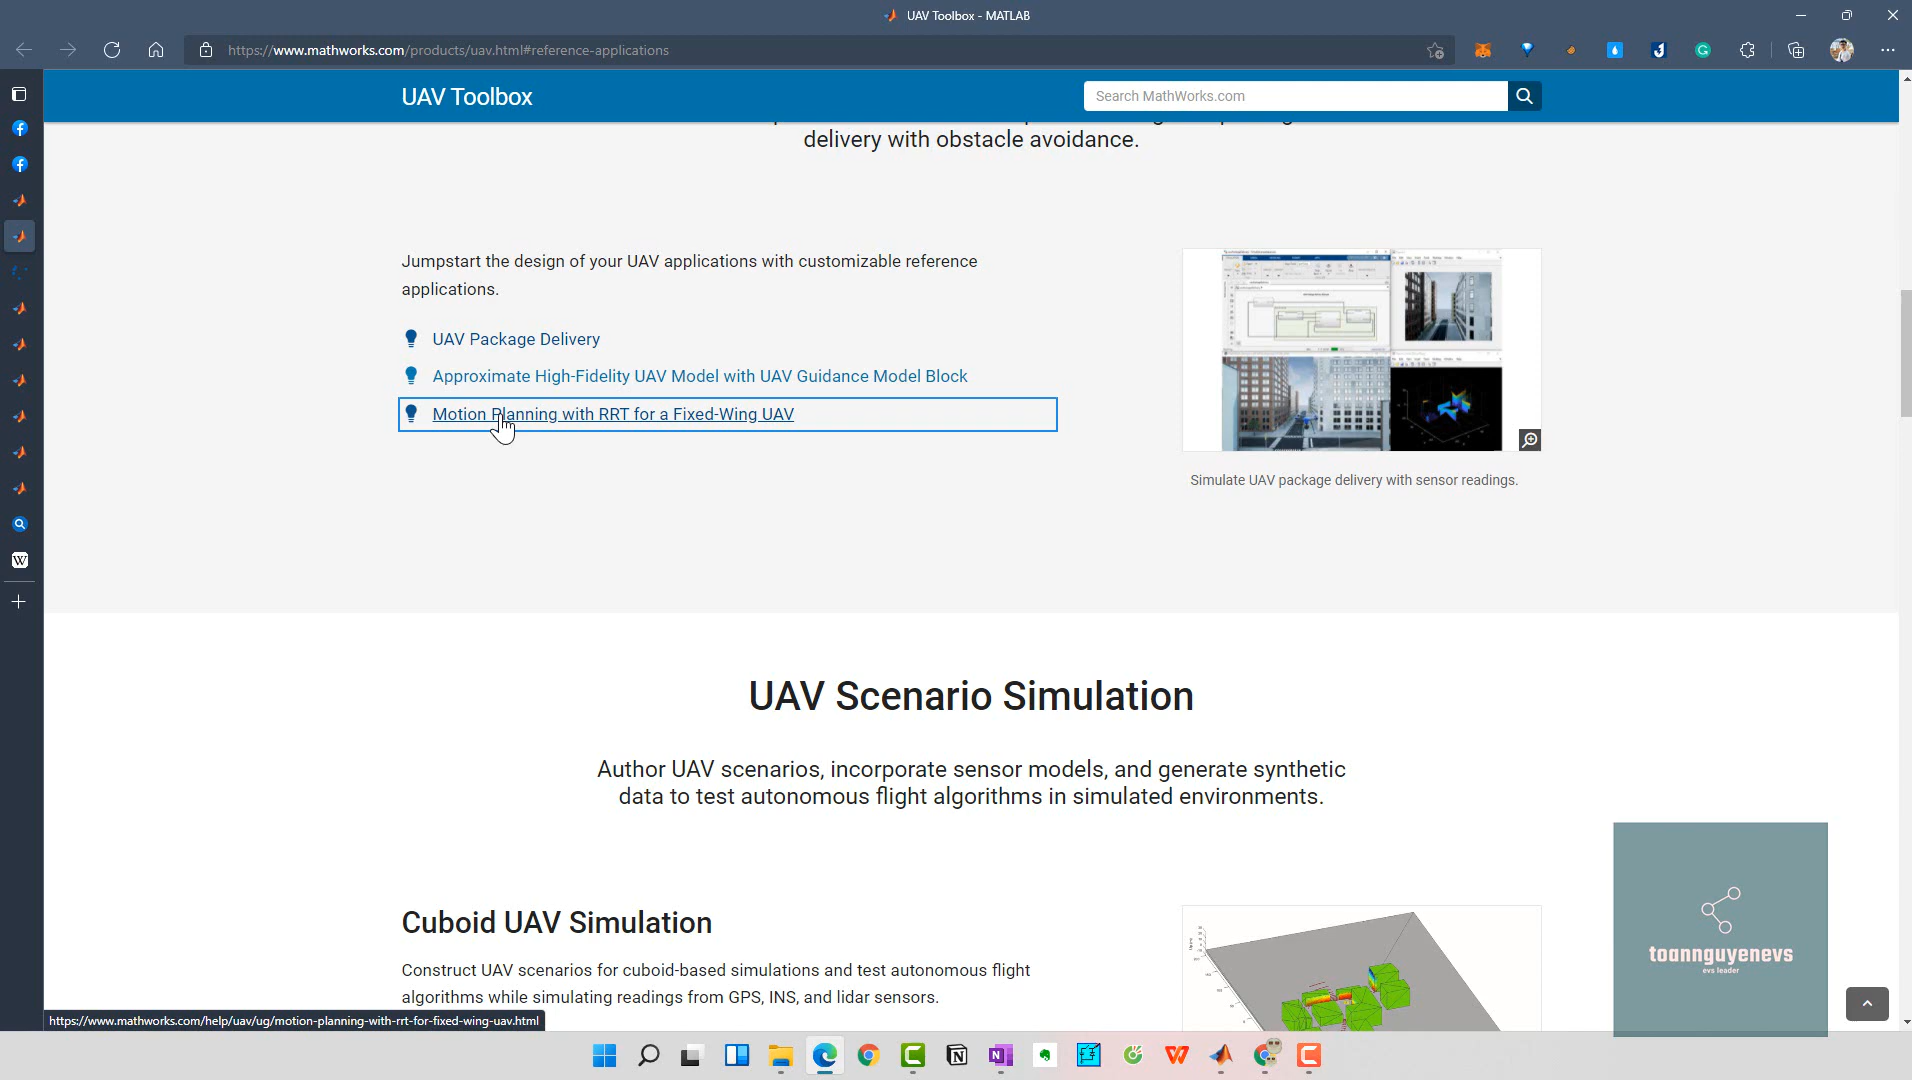 UAV Toolbox - MATLAB
https://www.mathworks.com/products/uav.html#reference-applications
UAV Toolbox
Search MathWorks.com
delivery with obstacle avoidance.
Jumpstart the design of your UAV applications with customizable reference
applications.
UAV Package Delivery
Approximate High-Fidelity UAV Model with UAV Guidance Model Block
Motion Planning with RRT for a Fixed-Wing UAV
Simulate UAV package delivery with sensor readings.
UAV Scenario Simulation
Author UAV scenarios, incorporate sensor models, and generate synthetic
data to test autonomous flight algorithms in simulated environments.
Cuboid UAV Simulation
Construct UAV scenarios for cuboid-based simulations and test autonomous flight
algorithms while simulating readings from GPS, INS, and lidar sensors.
toannguyenevs
evs leader
https://www.mathworks.com/help/uav/ug/motion-planning-with-rrt-for-fixed-wing-uav.html